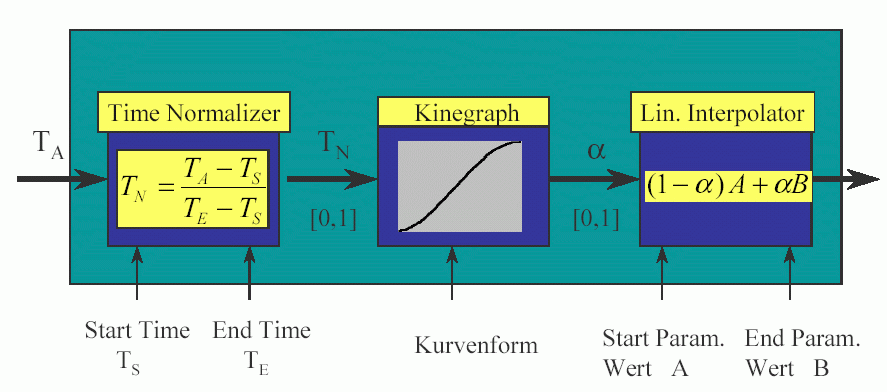 Time Normalizer
Kinegraph
Lin. Interpolator
T_A
T_N = (T_A − T_S) / (T_E − T_S)
T_N
[0,1]
α
[0,1]
(1−α) A + αB
Start Time
T_S
End Time
T_E
Kurvenform
Start Param.
Wert A
End Param.
Wert B